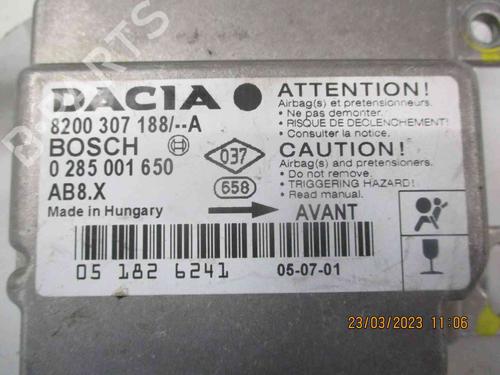 DACIA
8200 307 188/--A
BOSCH
0 285 001 650
AB8.X
Made in Hungary
037
658
AVANT
ATTENTION!
Airbag(s) et pretensionneurs.
• Ne pas demonter.
• RISQUE DE DECLENCHEMENT!
• Consulter la notice.
CAUTION!
Airbag(s) and pretensioners.
• Do not remove.
• TRIGGERING HAZARD!
• Read manual.
05 182 6241
05-07-01
23/03/2023 11:06